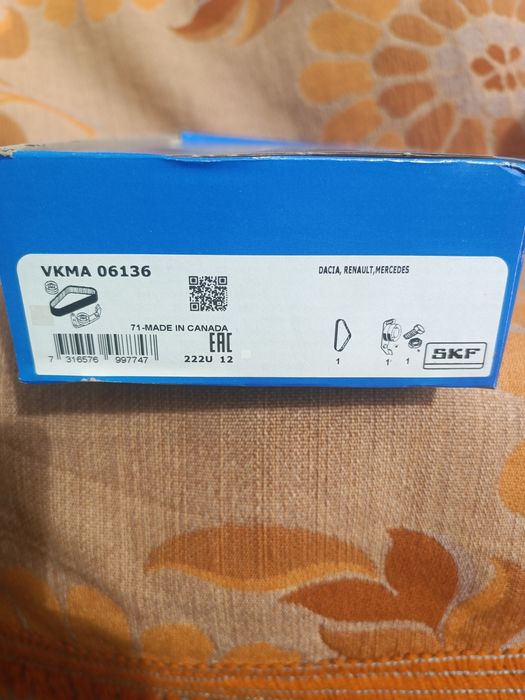 VKMA 06136
DACIA, RENAULT,MERCEDES
71-MADE IN CANADA
7 316576 997747
EAC
222U 12
1 1 1
SKF